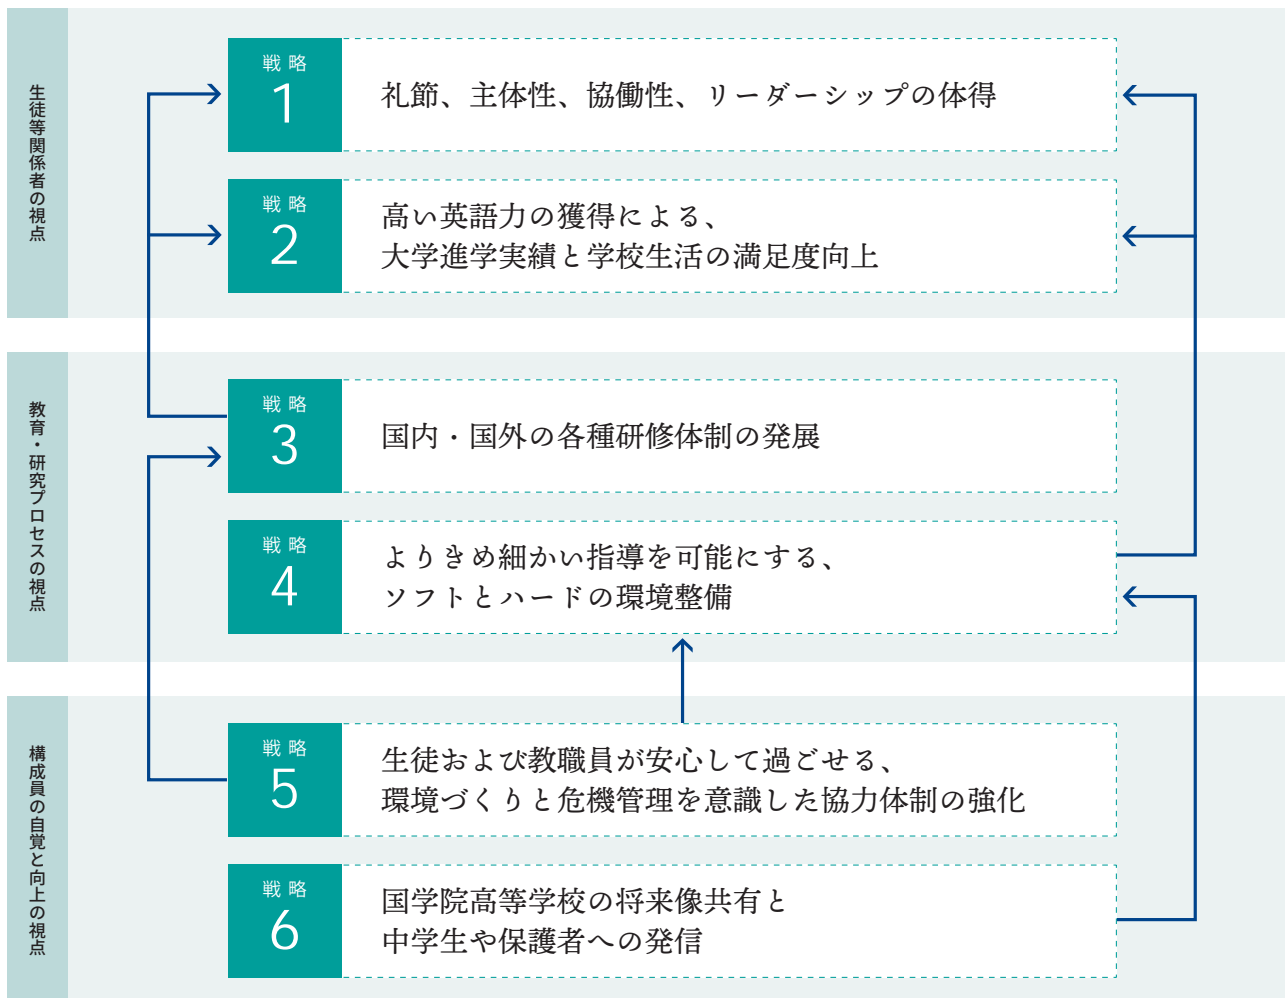 生徒等関係者の視点
戦略
1
礼節、主体性、協働性、リーダーシップの体得
戦略
2
高い英語力の獲得による、
大学進学実績と学校生活の満足度向上
教育・研究プロセスの視点
戦略
3
国内・国外の各種研修体制の発展
戦略
4
よりきめ細かい指導を可能にする、
ソフトとハードの環境整備
構成員の自覚と向上の視点
戦略
5
生徒および教職員が安心して過ごせる、
環境づくりと危機管理を意識した協力体制の強化
戦略
6
国学院高等学校の将来像共有と
中学生や保護者への発信